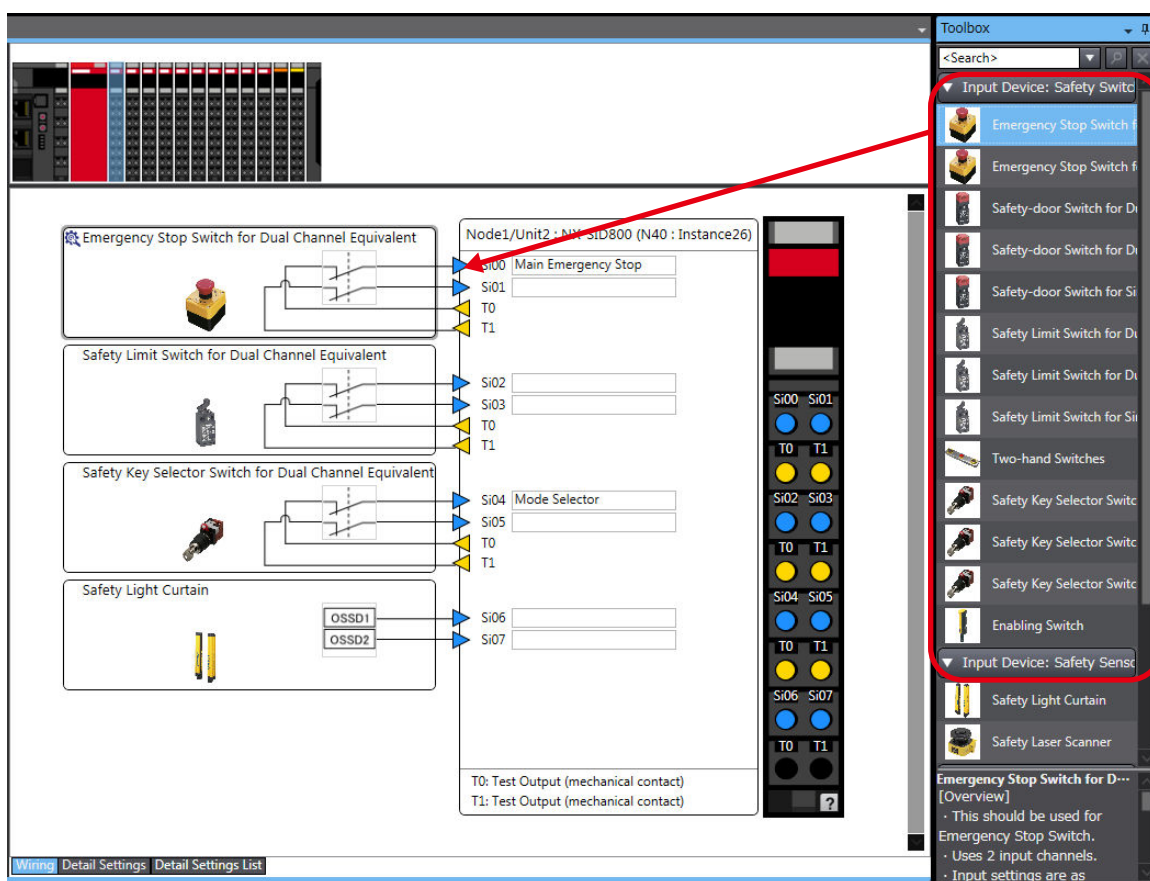 Toolbox
<Search>
Input Device: Safety Switc
Emergency Stop Switch f
Emergency Stop Switch f
Safety-door Switch for Du
Safety-door Switch for Du
Safety-door Switch for Si
Safety Limit Switch for Du
Safety Limit Switch for Du
Safety Limit Switch for Si
Two-hand Switches
Safety Key Selector Switc
Safety Key Selector Switc
Safety Key Selector Switc
Enabling Switch
Input Device: Safety Senso
Safety Light Curtain
Safety Laser Scanner
Emergency Stop Switch for D···
[Overview]
· This should be used for
Emergency Stop Switch.
· Uses 2 input channels.
· Input settings are as
Emergency Stop Switch for Dual Channel Equivalent
Node1/Unit2 : NX-SID800 (N40 : Instance26)
Si00 Main Emergency Stop
Si01
T0
T1
Safety Limit Switch for Dual Channel Equivalent
Si02
Si03
T0
T1
Safety Key Selector Switch for Dual Channel Equivalent
Si04 Mode Selector
Si05
T0
T1
Safety Light Curtain
OSSD1
OSSD2
Si06
Si07
T0: Test Output (mechanical contact)
T1: Test Output (mechanical contact)
Si00 Si01
T0 T1
Si02 Si03
T0 T1
Si04 Si05
T0 T1
Si06 Si07
T0 T1
?
Wiring Detail Settings Detail Settings List